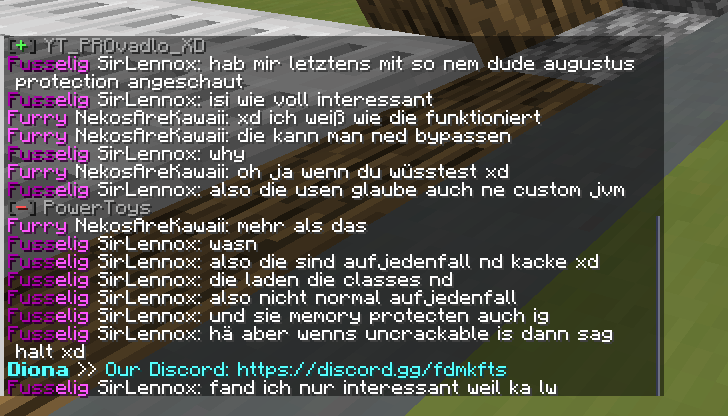 [+] YT_PROvadlo_XD
Fusselig SirLennox: hab mir letztens mit so nem dude augustus
protection angeschaut
Fusselig SirLennox: isi wie voll interessant
Furry NekosAreKawaii: xd ich weiß wie die funktioniert
Furry NekosAreKawaii: die kann man ned bypassen
Fusselig SirLennox: why
Furry NekosAreKawaii: oh ja wenn du wüsstest xd
Fusselig SirLennox: also die usen glaube auch ne custom jvm
[-] PowerToys
Furry NekosAreKawaii: mehr als das
Fusselig SirLennox: wasn
Fusselig SirLennox: also die sind aufjedenfall nd kacke xd
Fusselig SirLennox: die laden die classes nd
Fusselig SirLennox: also nicht normal aufjedenfall
Fusselig SirLennox: und sie memory protecten auch ig
Fusselig SirLennox: hä aber wenns uncrackable is dann sag
halt xd
Diona >> Our Discord: https://discord.gg/fdmkfts
Fusselig SirLennox: fand ich nur interessant weil ka lw